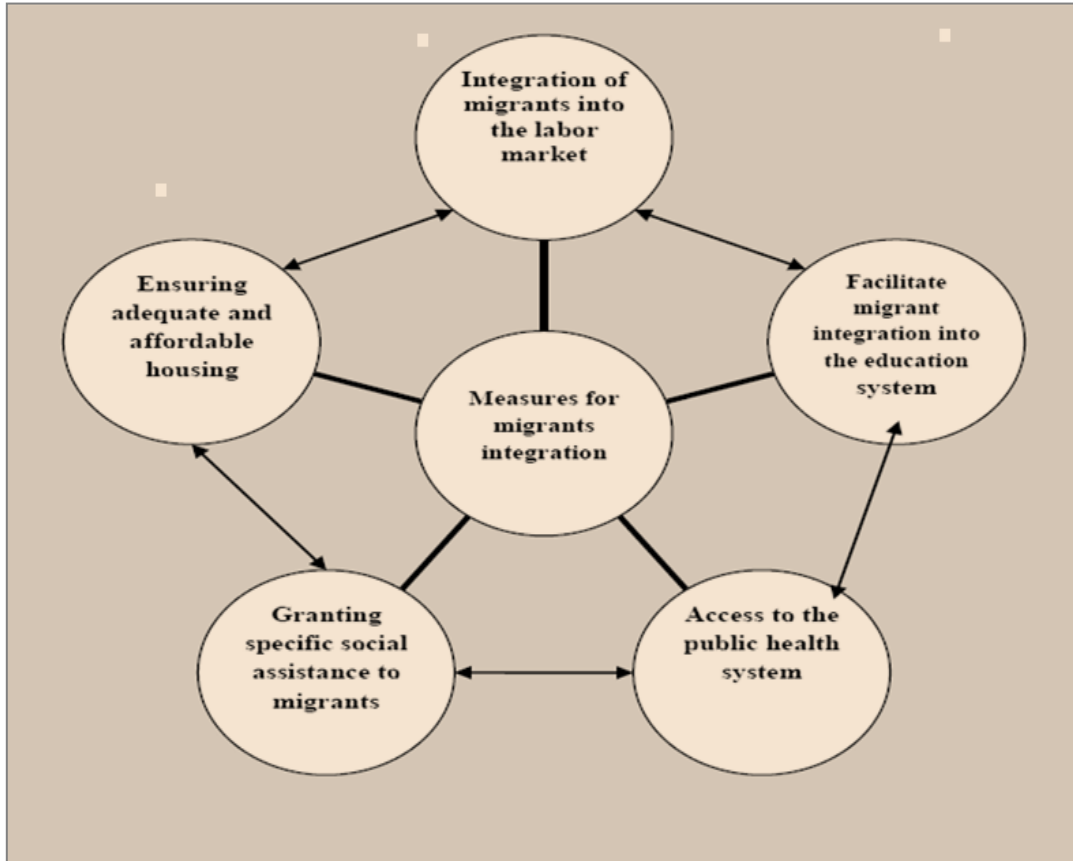 Integration of
migrants into
the labor
market
Ensuring
adequate and
affordable
housing
Facilitate
migrant
integration into
the education
system
Measures for
migrants
integration
Granting
specific social
assistance to
migrants
Access to the
public health
system